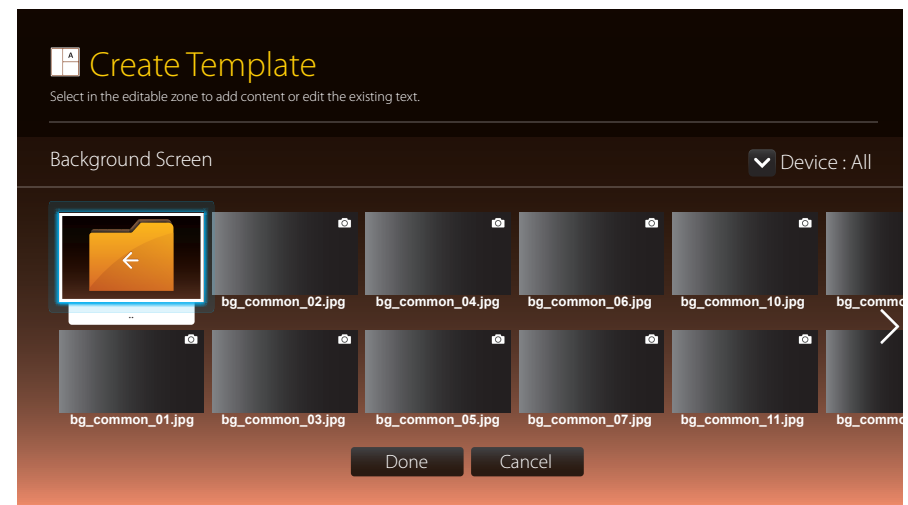 A
Create Template
Select in the editable zone to add content or edit the existing text.
Background Screen
Device : All
bg_common_02.jpg
bg_common_04.jpg
bg_common_06.jpg
bg_common_10.jpg
bg_commo
..
bg_common_01.jpg
bg_common_03.jpg
bg_common_05.jpg
bg_common_07.jpg
bg_common_11.jpg
bg_commo
Done
Cancel